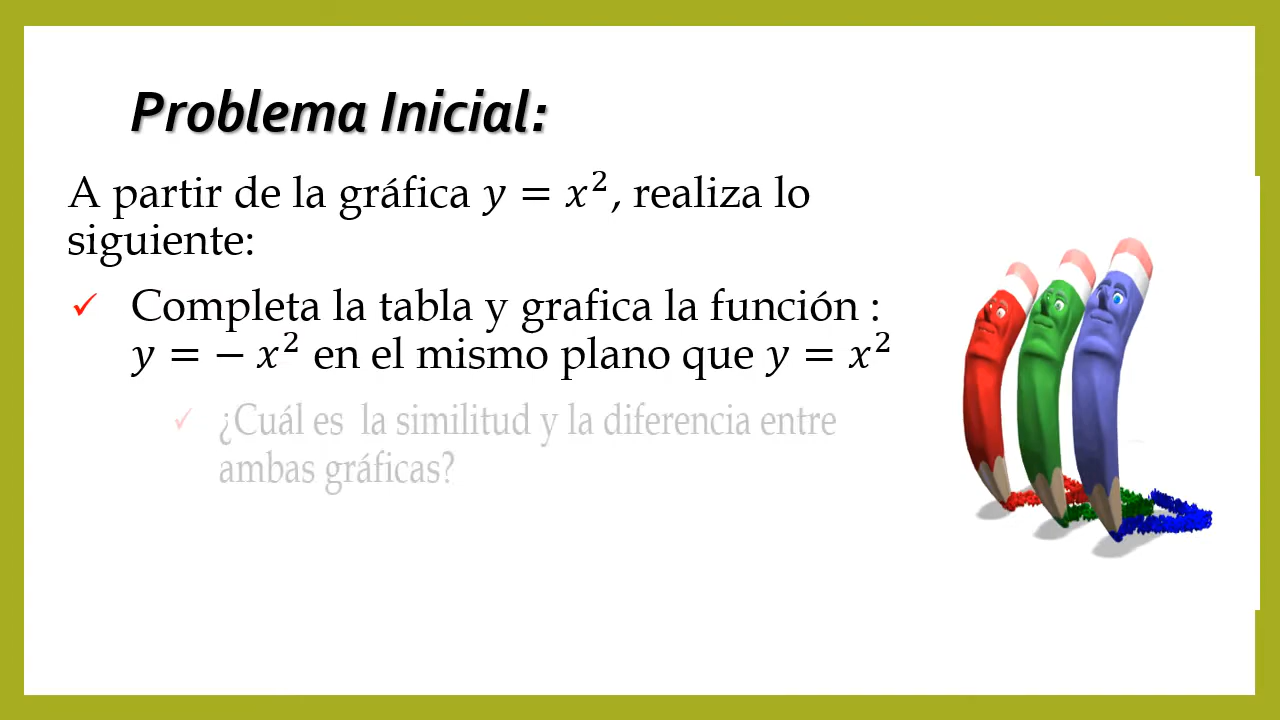 Problema Inicial:
A partir de la gráfica y = x², realiza lo
siguiente:
✓ Completa la tabla y grafica la función :
y = − x² en el mismo plano que y = x²
✓ ¿Cuál es la similitud y la diferencia entre
ambas gráficas?